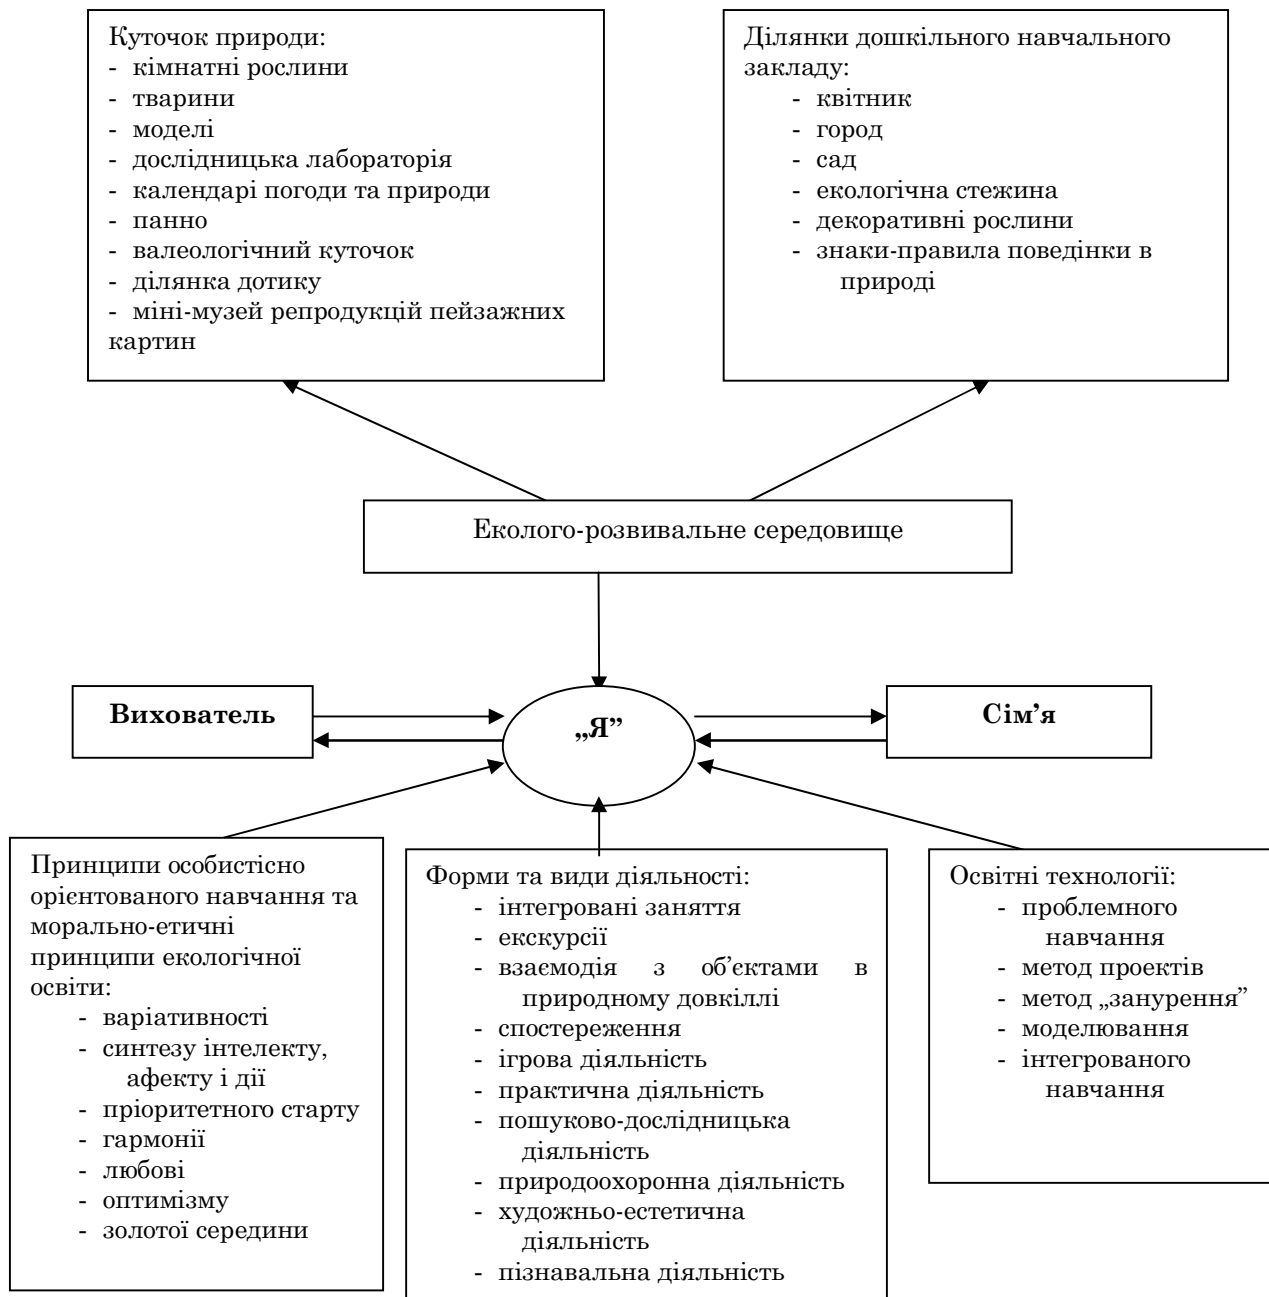 Куточок природи:
- кімнатні рослини
- тварини
- моделі
- дослідницька лабораторія
- календарі погоди та природи
- панно
- валеологічний куточок
- ділянка дотику
- міні-музей репродукцій пейзажних
картин
Ділянки дошкільного навчального
закладу:
- квітник
- город
- сад
- екологічна стежина
- декоративні рослини
- знаки-правила поведінки в
природі
Еколого-розвивальне середовище
Вихователь
„Я”
Сім’я
Принципи особистісно
орієнтованого навчання та
морально-етичні
принципи екологічної
освіти:
- варіативності
- синтезу інтелекту,
афекту і дії
- пріоритетного старту
- гармонії
- любові
- оптимізму
- золотої середини
Форми та види діяльності:
- інтегровані заняття
- екскурсії
- взаємодія з об’єктами в
природному довкіллі
- спостереження
- ігрова діяльність
- практична діяльність
- пошуково-дослідницька
діяльність
- природоохоронна діяльність
- художньо-естетична
діяльність
- пізнавальна діяльність
Освітні технології:
- проблемного
навчання
- метод проектів
- метод „занурення”
- моделювання
- інтегрованого
навчання